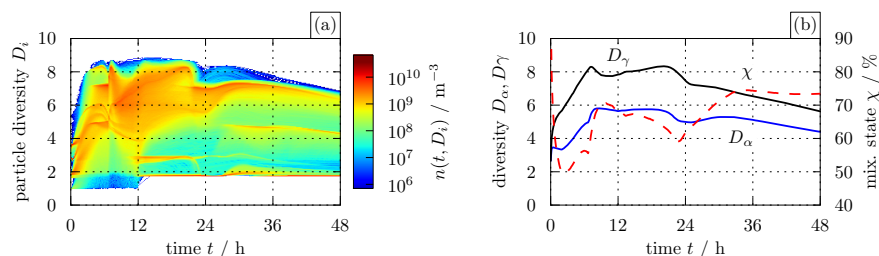 (a)
particle diversity D_i
10
8
6
4
2
0
0 12 24 36 48
time t / h
10^10
10^9
10^8
10^7
10^6
n(t, D_i) / m^−3
(b)
diversity D_α, Dγ
10
8
6
4
2
0
0 12 24 36 48
time t / h
D_γ
χ
D_α
90
80
70
60
50
40
mix. state χ / %